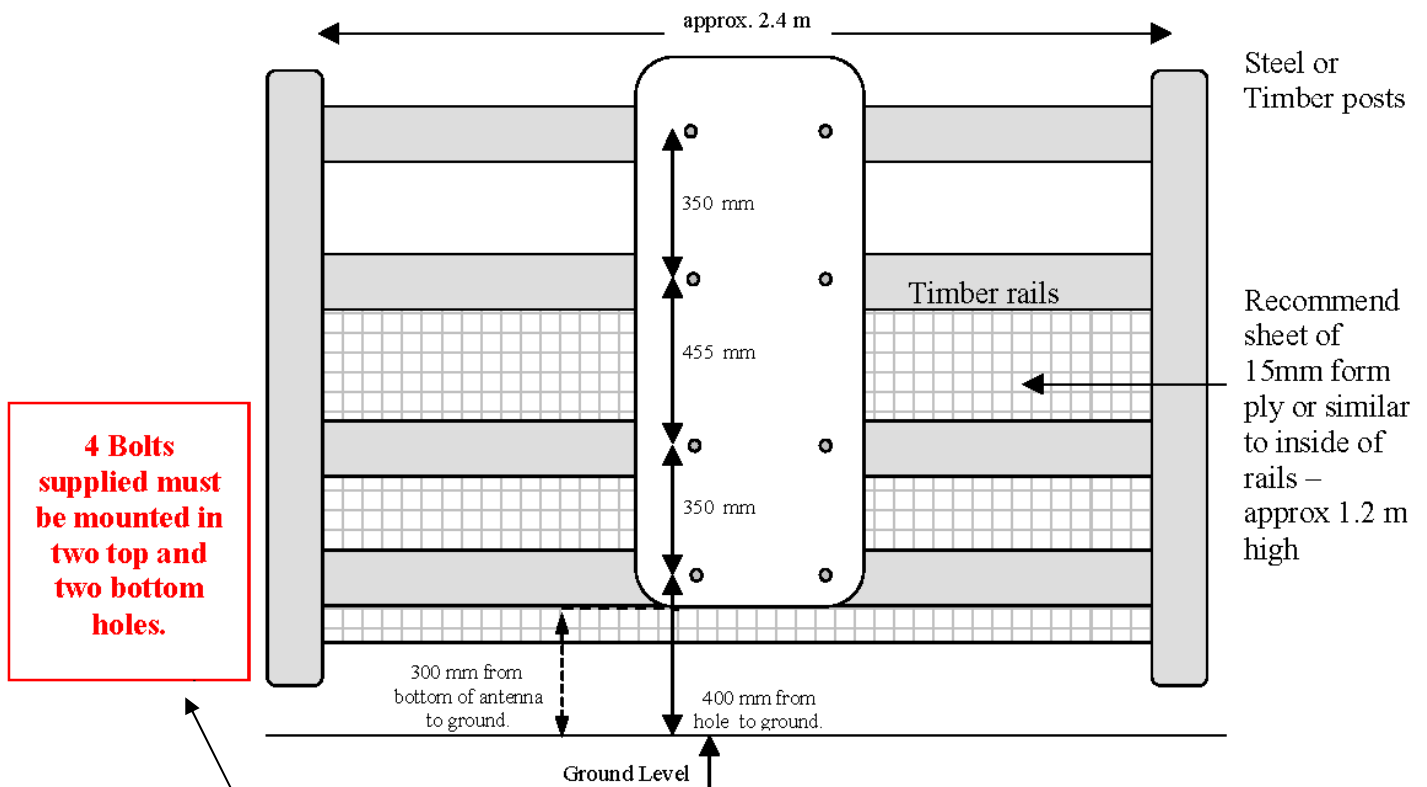 approx. 2.4 m
Steel or
Timber posts
350 mm
Timber rails
455 mm
Recommend
sheet of
15mm form
ply or similar
to inside of
rails –
approx 1.2 m
high
4 Bolts
supplied must
be mounted in
two top and
two bottom
holes.
350 mm
300 mm from
bottom of antenna
to ground.
400 mm from
hole to ground.
Ground Level